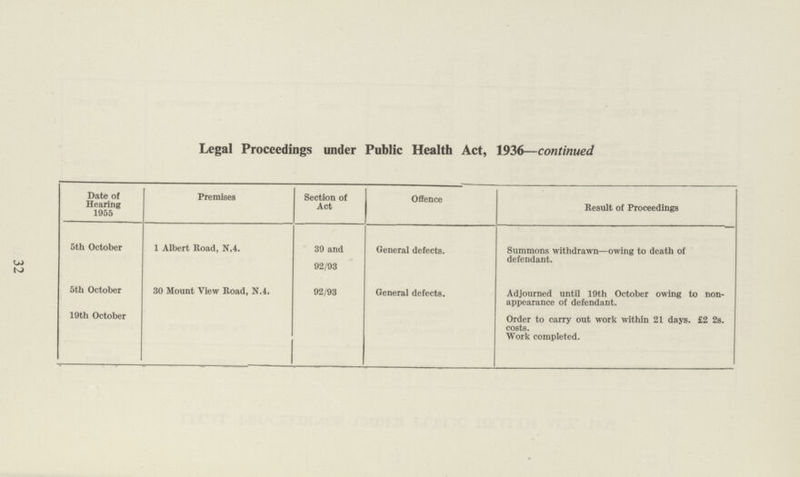 Legal Proceedings under Public Health Act, 1936—continued
Date of Hearing 1955 | Premises | Section of Act | Offence | Result of Proceedings
5th October | 1 Albert Road, N.4. | 39 and 92/93 | General defects. | Summons withdrawn—owing to death of defendant.
5th October | 30 Mount View Road, N.4. | 92/93 | General defects. | Adjourned until 19th October owing to non-appearance of defendant.
19th October | Order to carry out work within 21 days. £2 2s. costs.
Work completed.
32